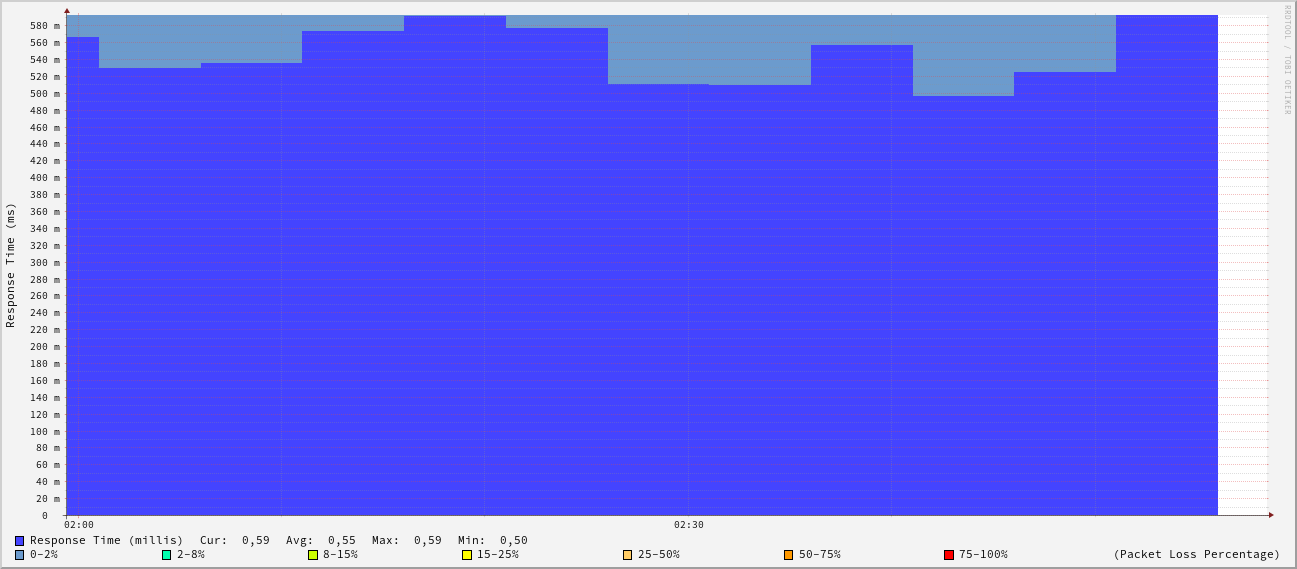 RRDTOOL / TOBI OETIKER
Response Time (ms)
580 m
560 m
540 m
520 m
500 m
480 m
460 m
440 m
420 m
400 m
380 m
360 m
340 m
320 m
300 m
280 m
260 m
240 m
220 m
200 m
180 m
160 m
140 m
120 m
100 m
80 m
60 m
40 m
20 m
0
02:00 02:30
Response Time (millis) Cur: 0,59 Avg: 0,55 Max: 0,59 Min: 0,50
0-2% 2-8% 8-15% 15-25% 25-50% 50-75% 75-100% (Packet Loss Percentage)